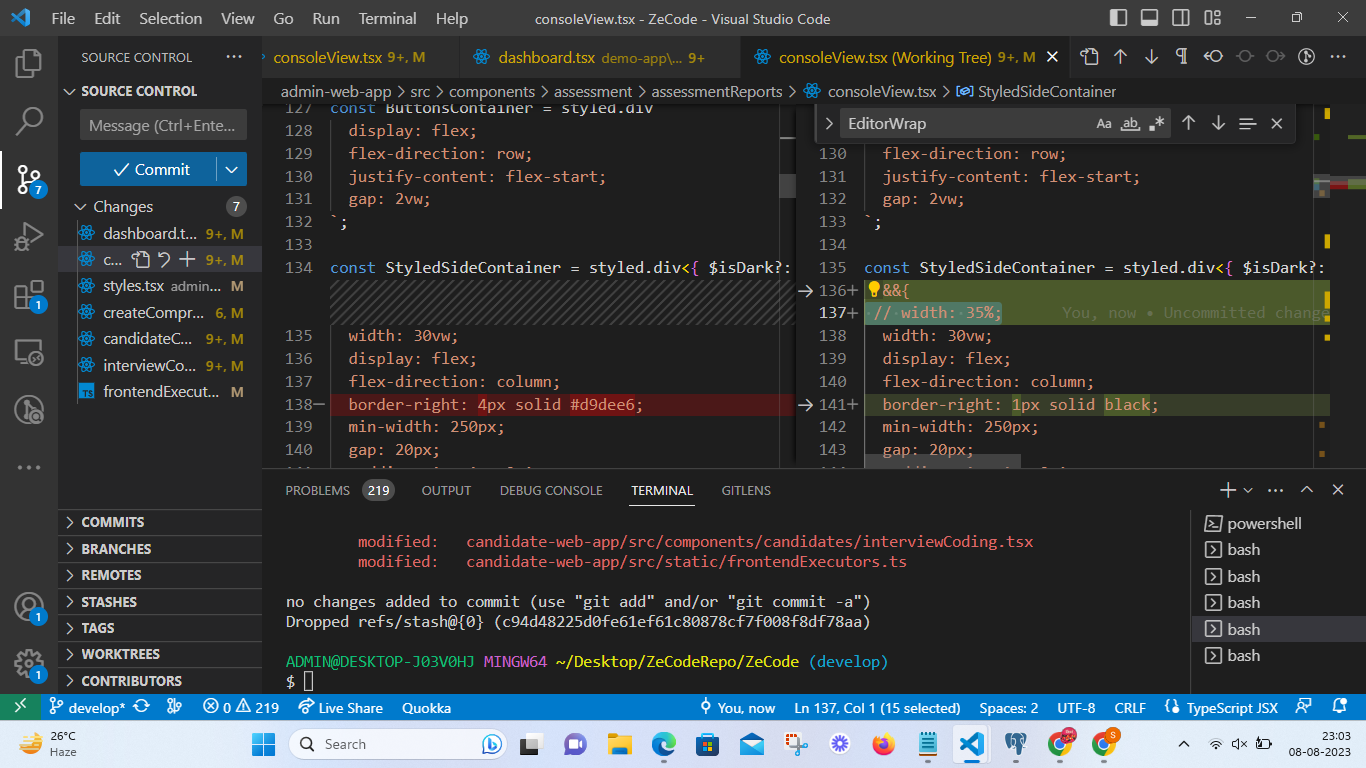 File Edit Selection View Go Run Terminal Help consoleView.tsx - ZeCode - Visual Studio Code
SOURCE CONTROL ···
consoleView.tsx 9+, M
dashboard.tsx demo-app\... 9+
consoleView.tsx (Working Tree) 9+, M
SOURCE CONTROL
Message (Ctrl+Ente...
Commit
Changes 7
dashboard.t... 9+, M
c... 9+, M
styles.tsx admin... M
createCompr... 6, M
candidateC... 9+, M
interviewCo... 9+, M
frontendExecut... M
COMMITS
BRANCHES
REMOTES
STASHES
TAGS
WORKTREES
CONTRIBUTORS
7
1
1
1
admin-web-app > src > components > assessment > assessmentReports > consoleView.tsx > StyledSideContainer
EditorWrap Aa ab .*
127 const ButtonsContainer = styled.div
128 display: flex;
129 flex-direction: row;
130 justify-content: flex-start;
131 gap: 2vw;
132 `;
133
134 const StyledSideContainer = styled.div<{ $isDark?:
135 width: 30vw;
136 display: flex;
137 flex-direction: column;
138− border-right: 4px solid #d9dee6;
139 min-width: 250px;
140 gap: 20px;
130 flex-direction: row;
131 justify-content: flex-start;
132 gap: 2vw;
133 `;
134
135 const StyledSideContainer = styled.div<{ $isDark?:
136+ &&{
137+ // width: 35%; You, now • Uncommitted change
138 width: 30vw;
139 display: flex;
140 flex-direction: column;
141+ border-right: 1px solid black;
142 min-width: 250px;
143 gap: 20px;
PROBLEMS 219 OUTPUT DEBUG CONSOLE TERMINAL GITLENS
modified: candidate-web-app/src/components/candidates/interviewCoding.tsx
modified: candidate-web-app/src/static/frontendExecutors.ts
no changes added to commit (use "git add" and/or "git commit -a")
Dropped refs/stash@{0} (c94d48225d0fe61ef61c80878cf7f008f8df78aa)
ADMIN@DESKTOP-J03V0HJ MINGW64 ~/Desktop/ZeCodeRepo/ZeCode (develop)
$
powershell
bash
bash
bash
bash
bash
develop* 0 219 Live Share Quokka You, now Ln 137, Col 1 (15 selected) Spaces: 2 UTF-8 CRLF TypeScript JSX
26°C
Haze
Search
23:03
08-08-2023